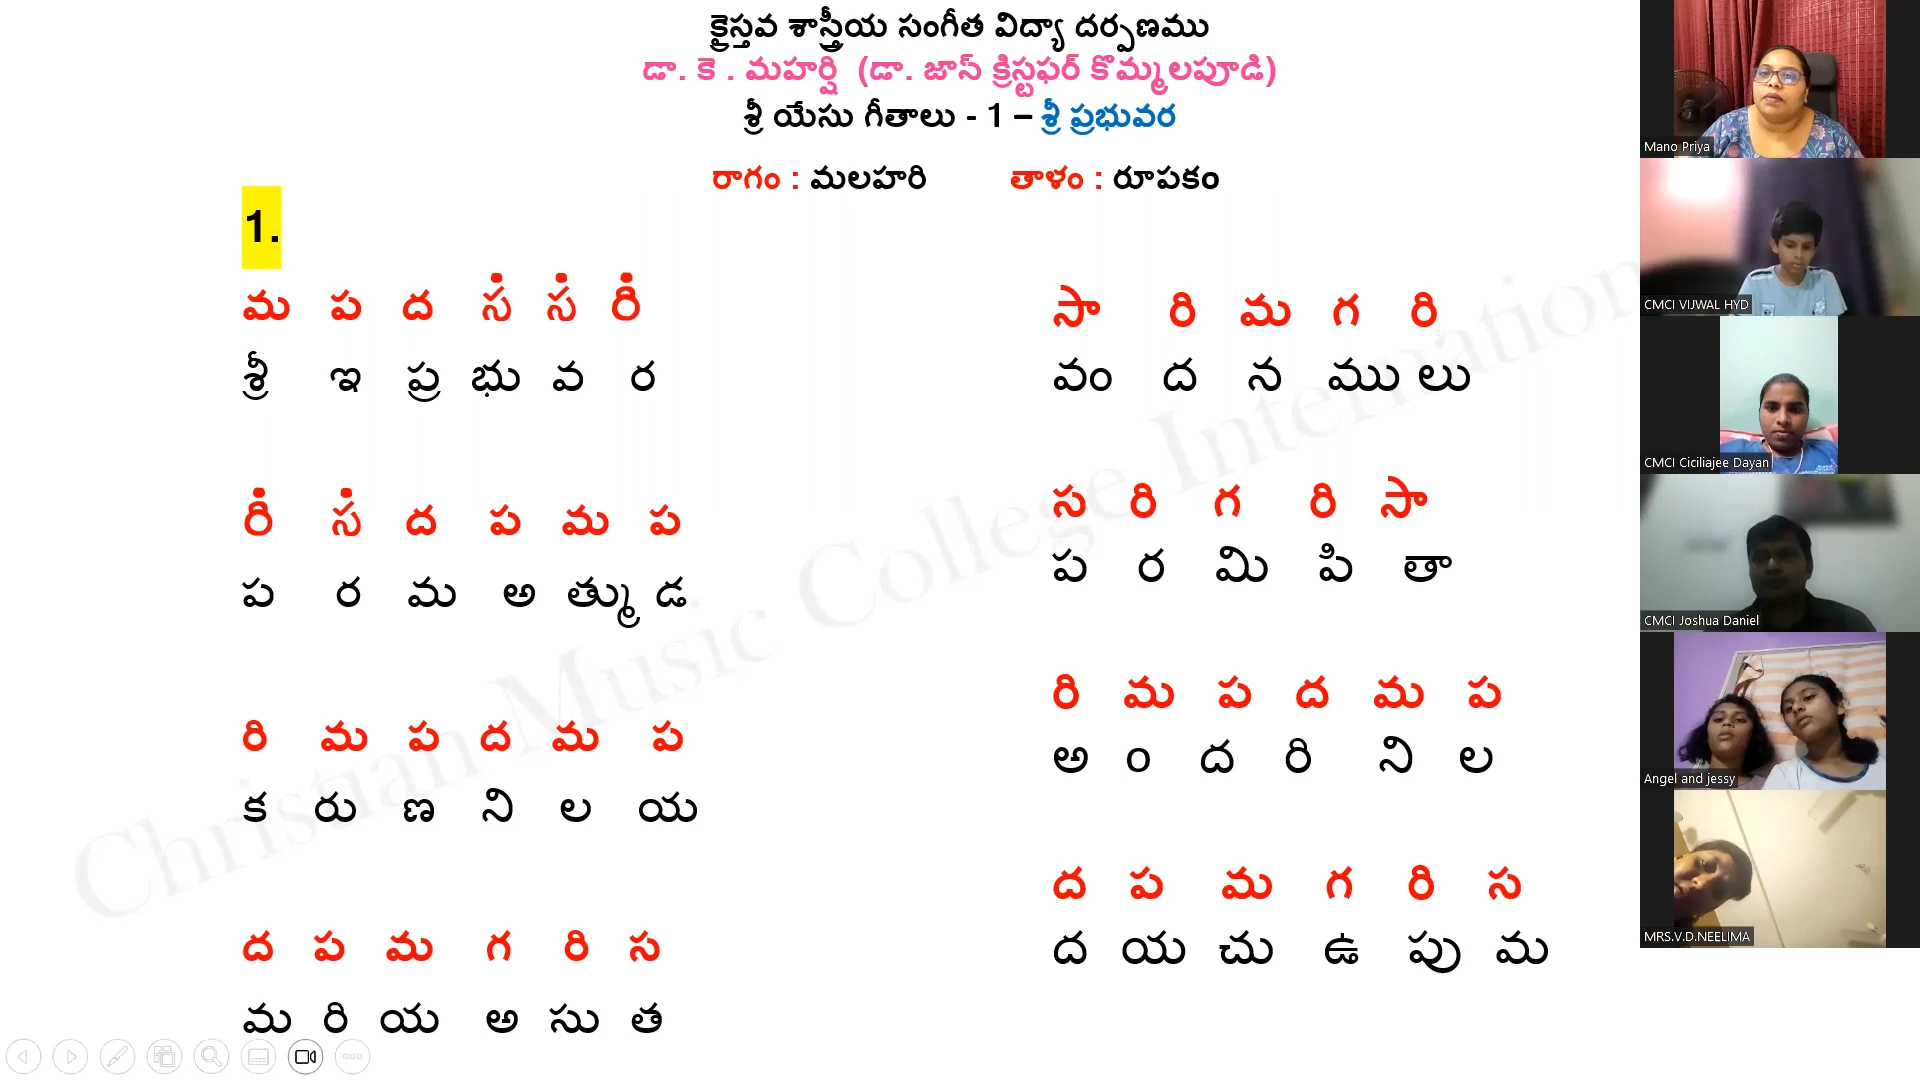 క్రైస్తవ శాస్త్రీయ సంగీత విద్యా దర్పణము
డా. కె . మహర్షి (డా. జాస్ క్రిస్టఫర్ కొమ్మలపూడి)
శ్రీ యేసు గీతాలు - 1 – శ్రీ ప్రభువర
రాగం : మలహరి తాళం : రూపకం
1.
మ ప ద సં సં రિં
శ్రీ ఇ ప్ర భు వ ర
రિં సં ద ప మ ప
ప ర మ అ త్ము డ
రి మ ప ద మ ప
క రు ణ ని ల య
ద ప మ గ రి స
మ రి య అ సు త
సా రి మ గ రి
వం ద న ము లు
స రి గ రి సా
ప ర మి పి తా
రి మ ప ద మ ప
అ ం ద రి ని ల
ద ప మ గ రి స
ద య చు ఉ పు మ
Christian Music College International
Mano Priya
CMCI VIJWAL HYD
CMCI Ciciliajee Dayan
CMCI Joshua Daniel
Angel and jessy
MRS.V.D.NEELIMA